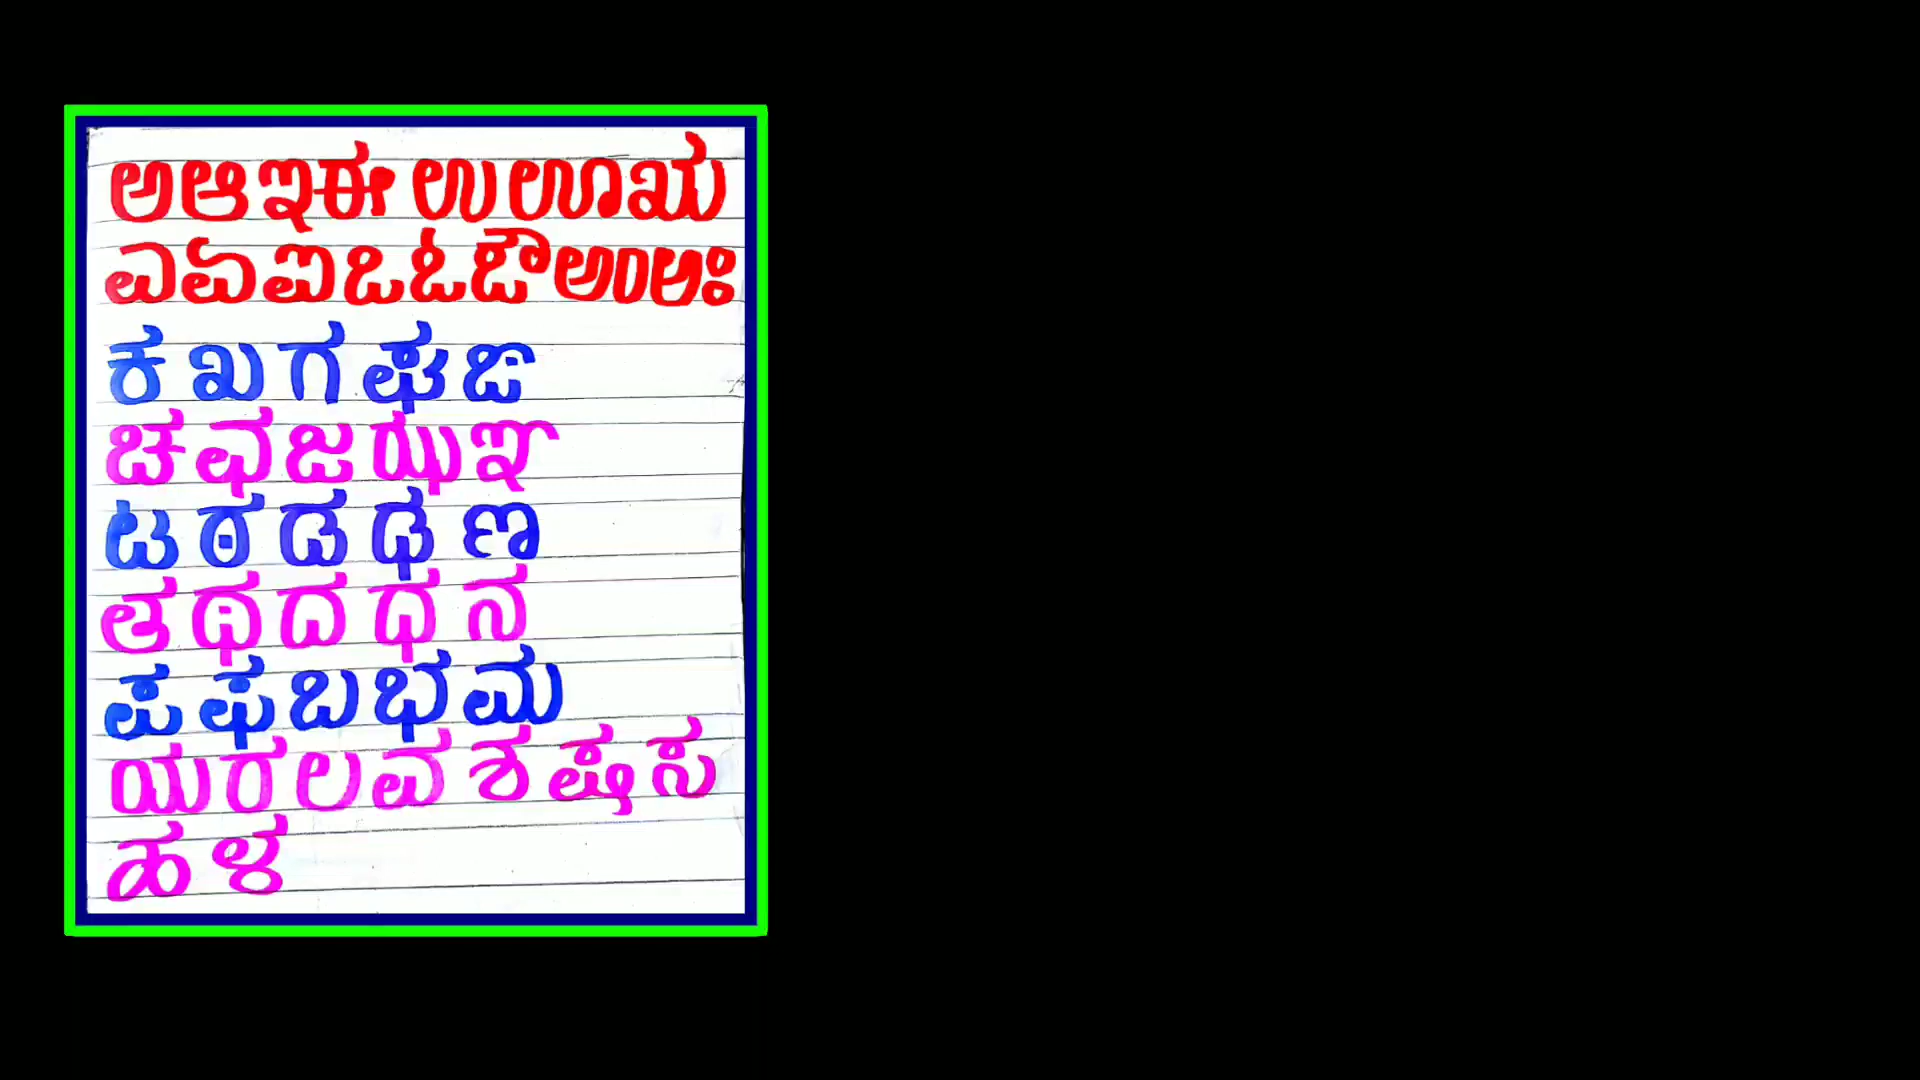 ಅ ಆ ಇ ಈ ಉ ಊ ಋ
ಎ ಏ ಐ ಒ ಓ ಔ ಅಂ ಅಃ
ಕ ಖ ಗ ಘ ಙ
ಚ ಛ ಜ ಝ ಞ
ಟ ಠ ಡ ಢ ಣ
ತ ಥ ದ ಧ ನ
ಪ ಫ ಬ ಭ ಮ
ಯ ರ ಲ ವ ಶ ಷ ಸ
ಹ ಳ